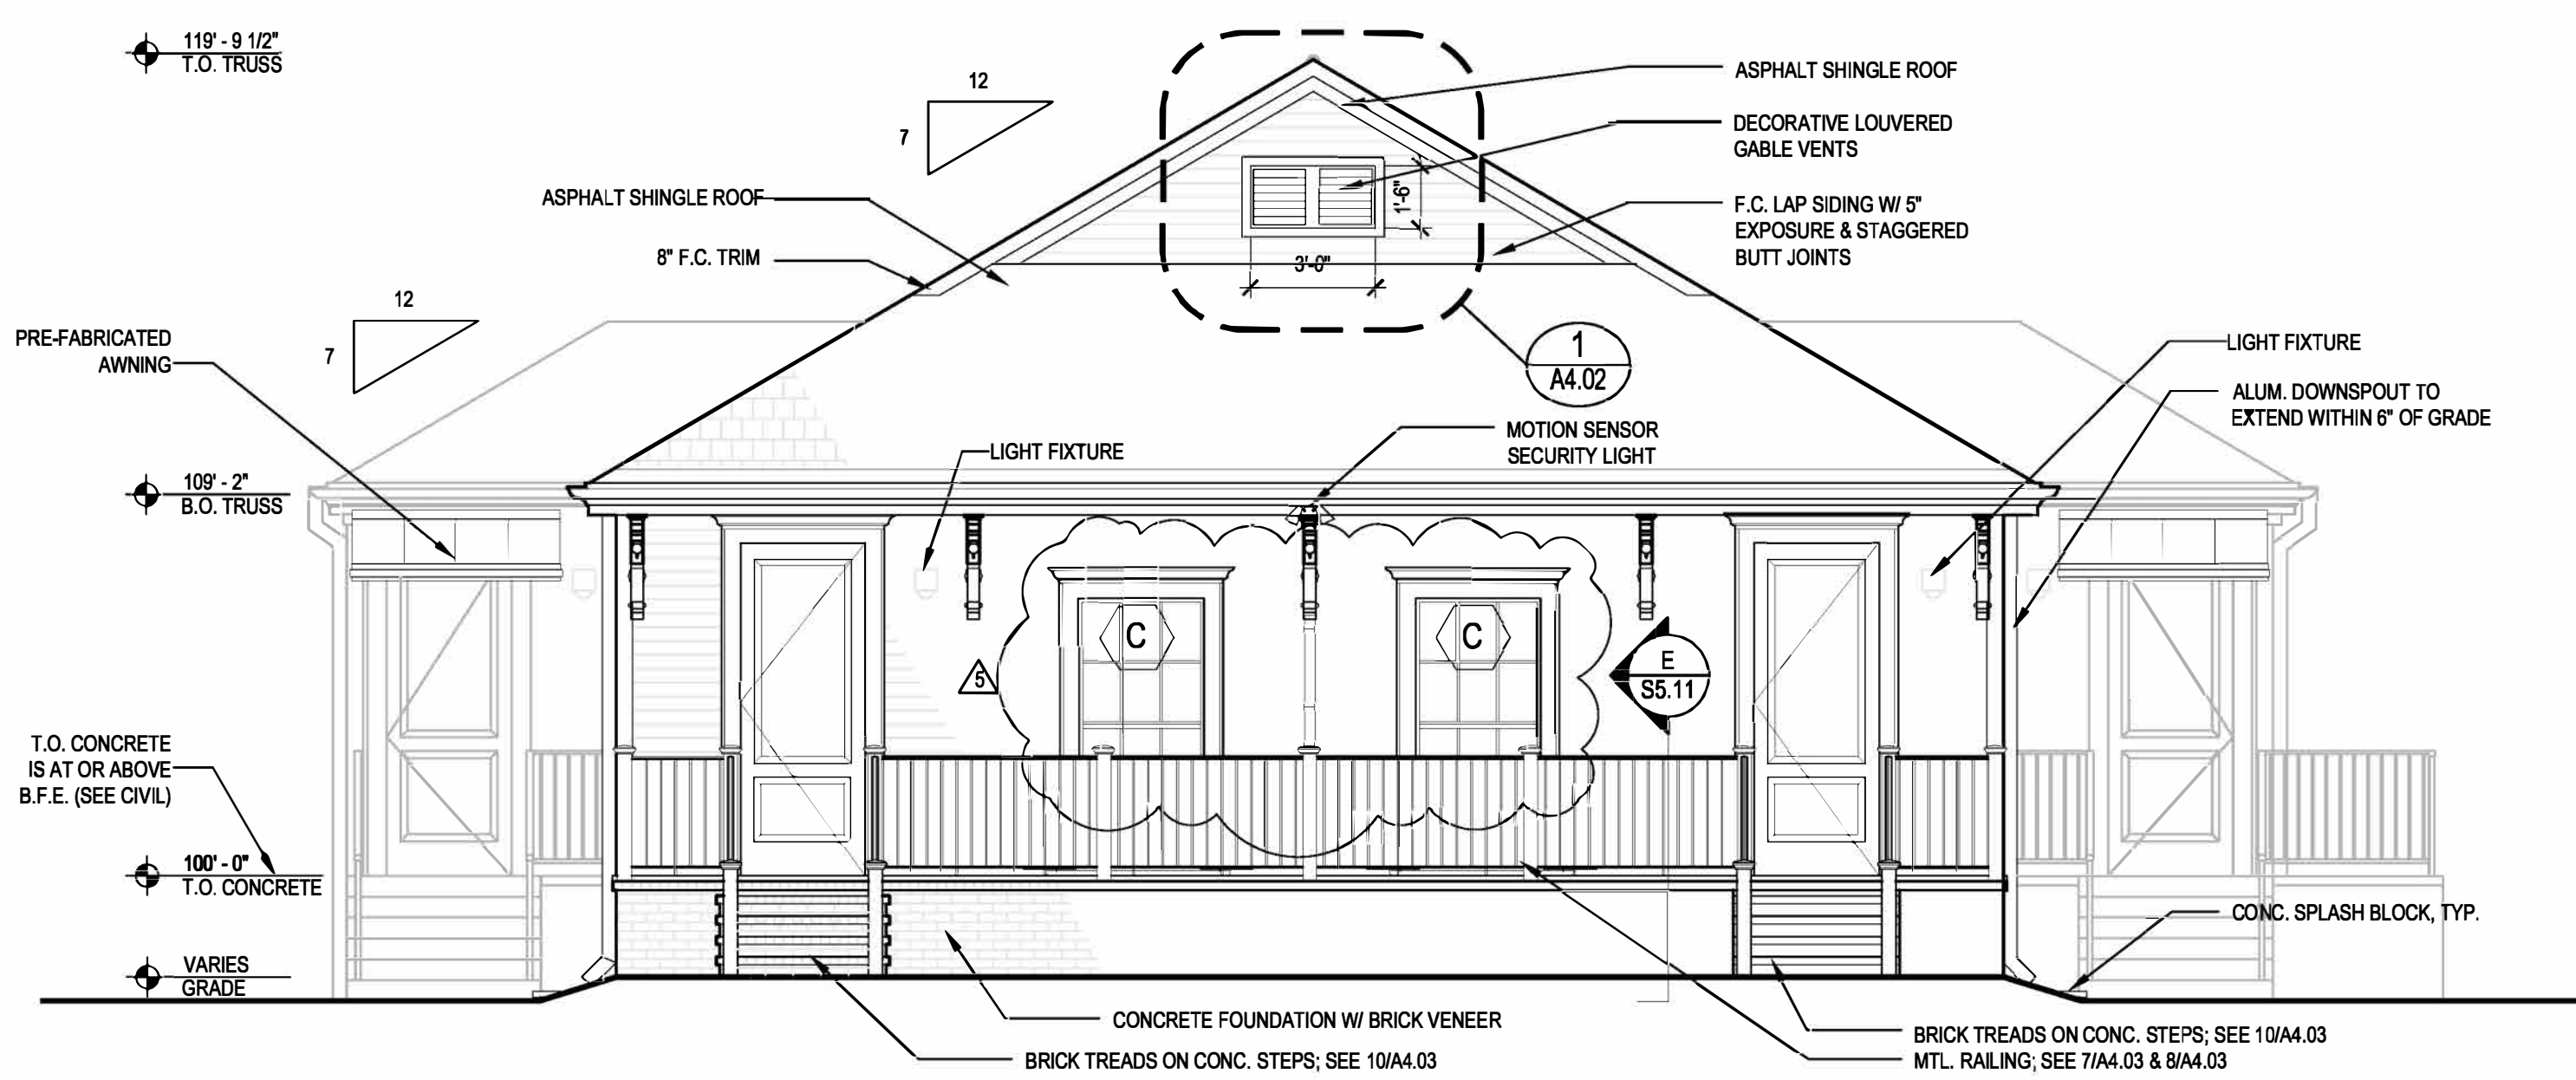 119' - 9 1/2"
T.O. TRUSS
12
7
ASPHALT SHINGLE ROOF
DECORATIVE LOUVERED
GABLE VENTS
1'-6"
3'-0"
F.C. LAP SIDING W/ 5"
EXPOSURE & STAGGERED
BUTT JOINTS
ASPHALT SHINGLE ROOF
8" F.C. TRIM
12
7
PRE-FABRICATED
AWNING
1
A4.02
LIGHT FIXTURE
ALUM. DOWNSPOUT TO
EXTEND WITHIN 6" OF GRADE
MOTION SENSOR
SECURITY LIGHT
LIGHT FIXTURE
109' - 2"
B.O. TRUSS
C
C
5
E
S5.11
T.O. CONCRETE
IS AT OR ABOVE
B.F.E. (SEE CIVIL)
100' - 0"
T.O. CONCRETE
CONC. SPLASH BLOCK, TYP.
VARIES
GRADE
CONCRETE FOUNDATION W/ BRICK VENEER
BRICK TREADS ON CONC. STEPS; SEE 10/A4.03
BRICK TREADS ON CONC. STEPS; SEE 10/A4.03
MTL. RAILING; SEE 7/A4.03 & 8/A4.03